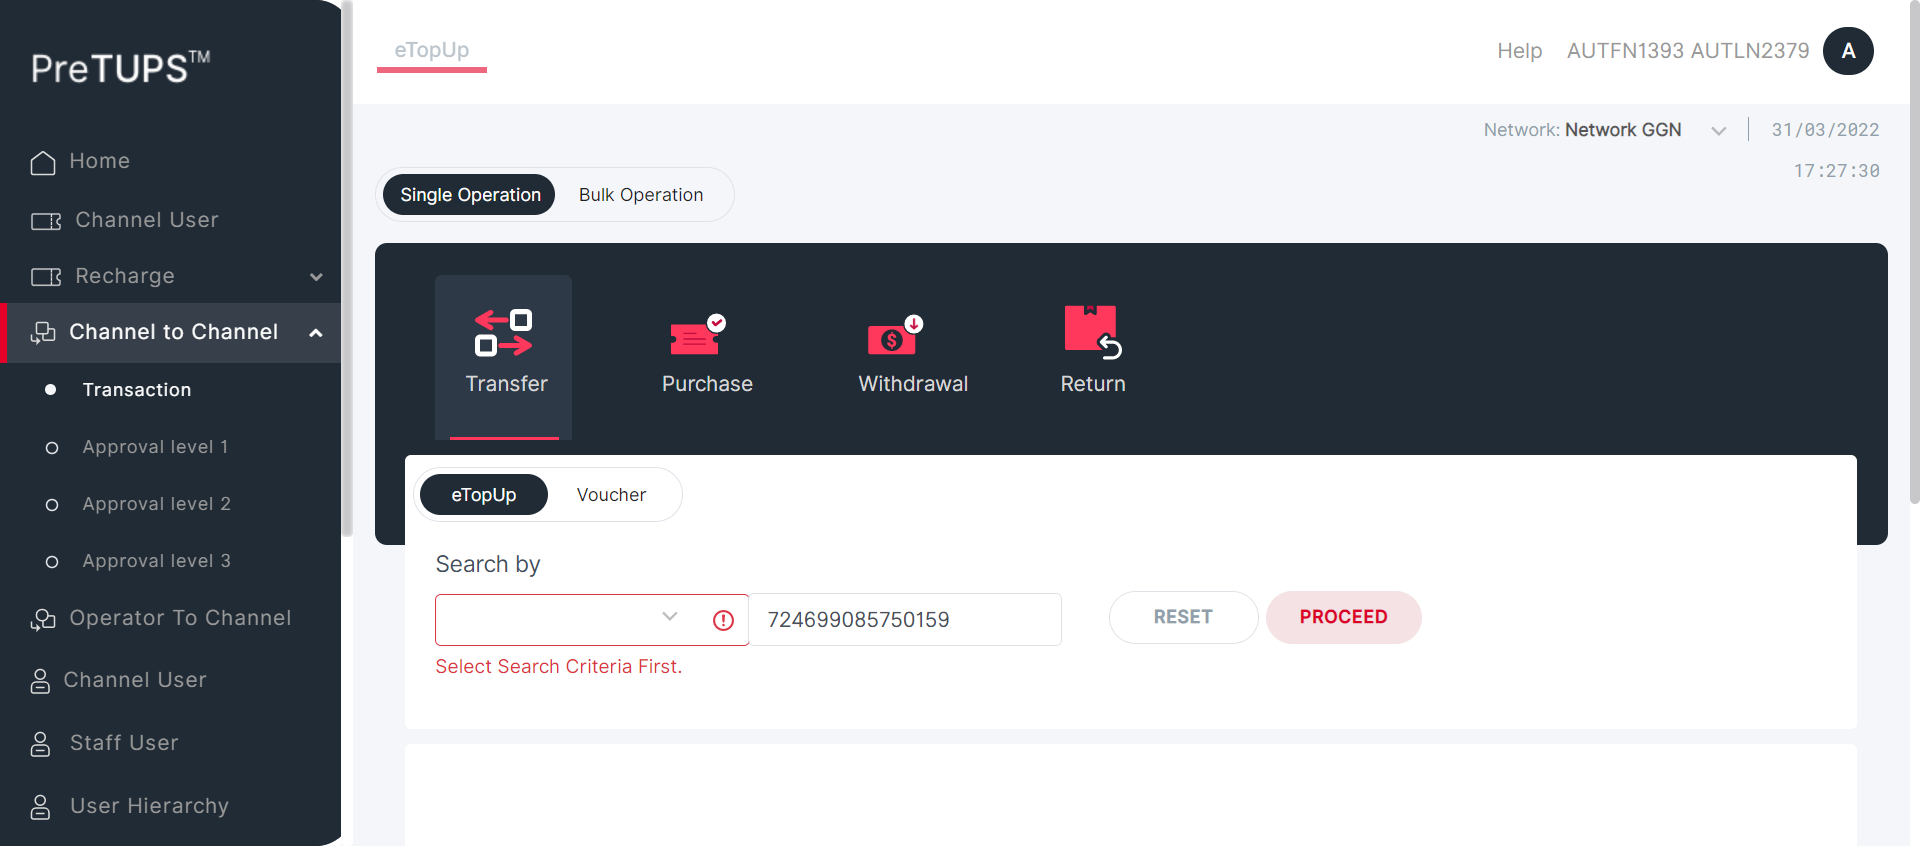 PreTUPS™
Home
Channel User
Recharge
Channel to Channel
Transaction
Approval level 1
Approval level 2
Approval level 3
Operator To Channel
Channel User
Staff User
User Hierarchy
eTopUp
Help AUTFN1393 AUTLN2379 A
Network: Network GGN 31/03/2022
17:27:30
Single Operation Bulk Operation
Transfer Purchase Withdrawal Return
eTopUp Voucher
Search by
724699085750159 RESET PROCEED
Select Search Criteria First.